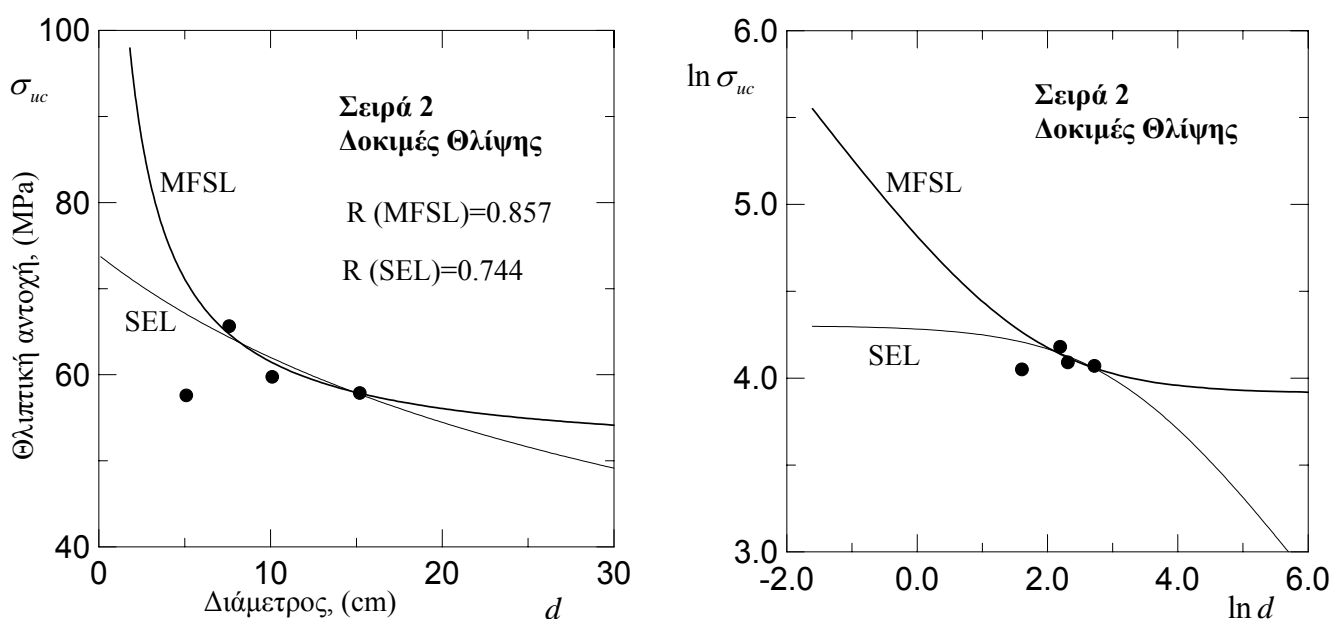 100
80
60
40
0
10
20
30
σuc
Θλιπτική αντοχή, (MPa)
Διάμετρος, (cm)
d
Σειρά 2
Δοκιμές Θλίψης
R (MFSL)=0.857
R (SEL)=0.744
MFSL
SEL
6.0
5.0
4.0
3.0
-2.0
0.0
2.0
4.0
6.0
ln σuc
ln d
Σειρά 2
Δοκιμές Θλίψης
MFSL
SEL